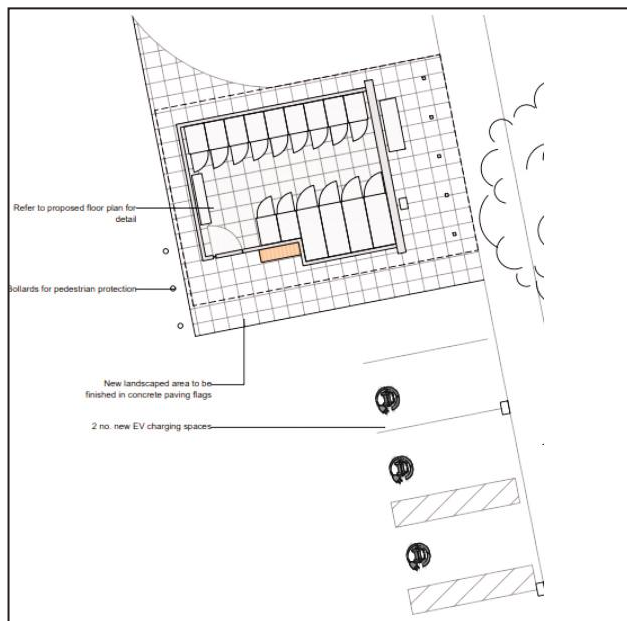 Refer to proposed floor plan for
detail
Bollards for pedestrian protection
New landscaped area to be
finished in concrete paving flags
2 no. new EV charging spaces